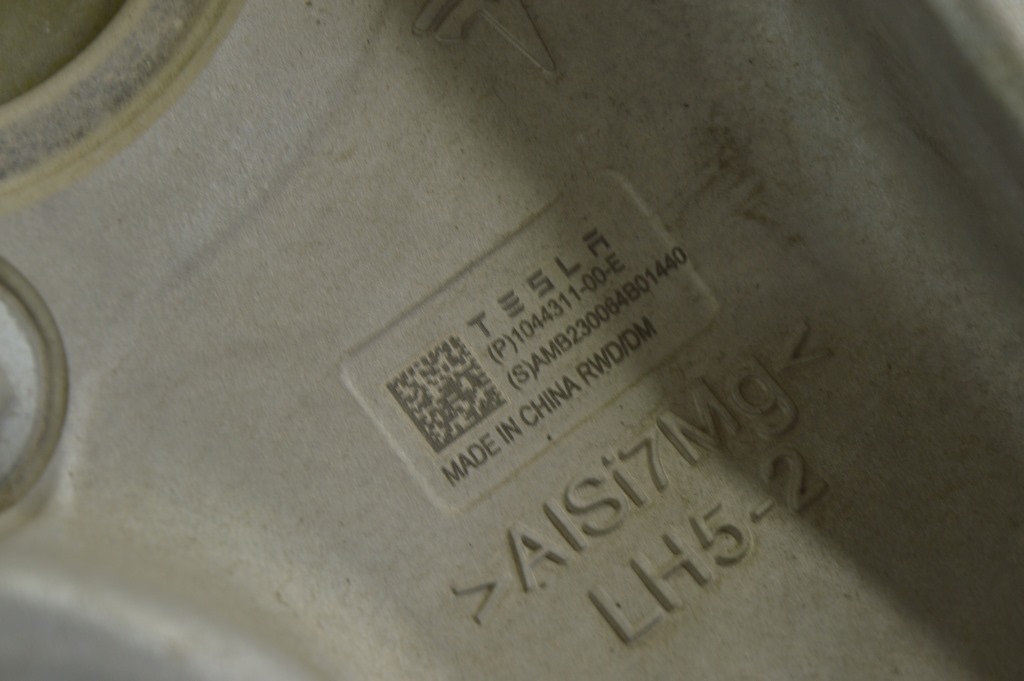 TESLA
(P)1044311-00-E
(S)AMB230064B01440
MADE IN CHINA RWD/DM
>AlSi7Mg<
LH5-2